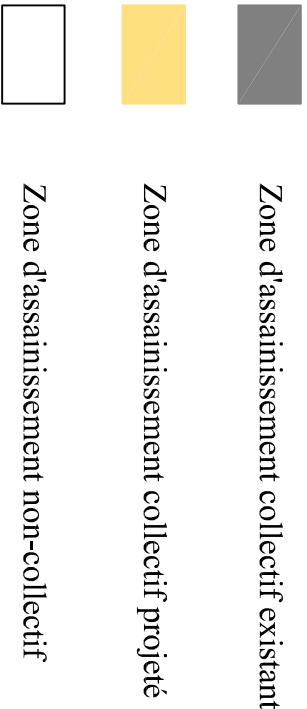 Zone d'assainissement collectif existant
Zone d'assainissement collectif projeté
Zone d'assainissement non-collectif